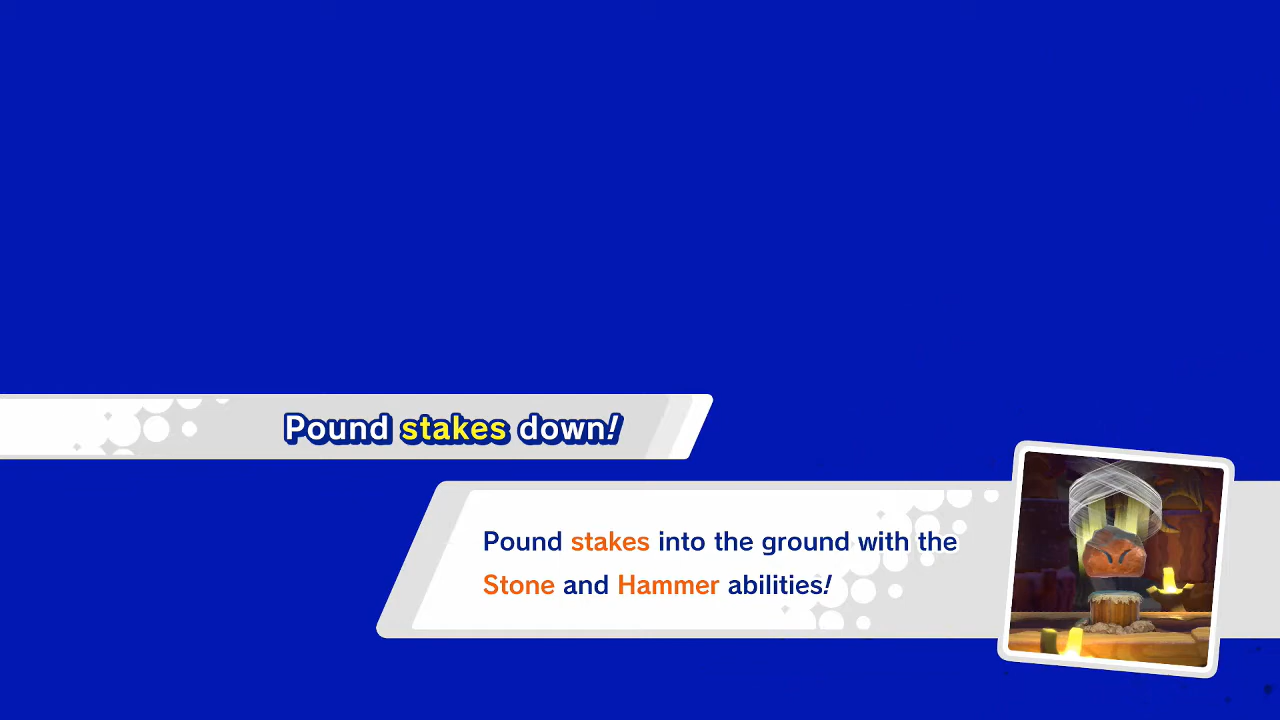 Pound stakes down!
Pound stakes into the ground with the
Stone and Hammer abilities!